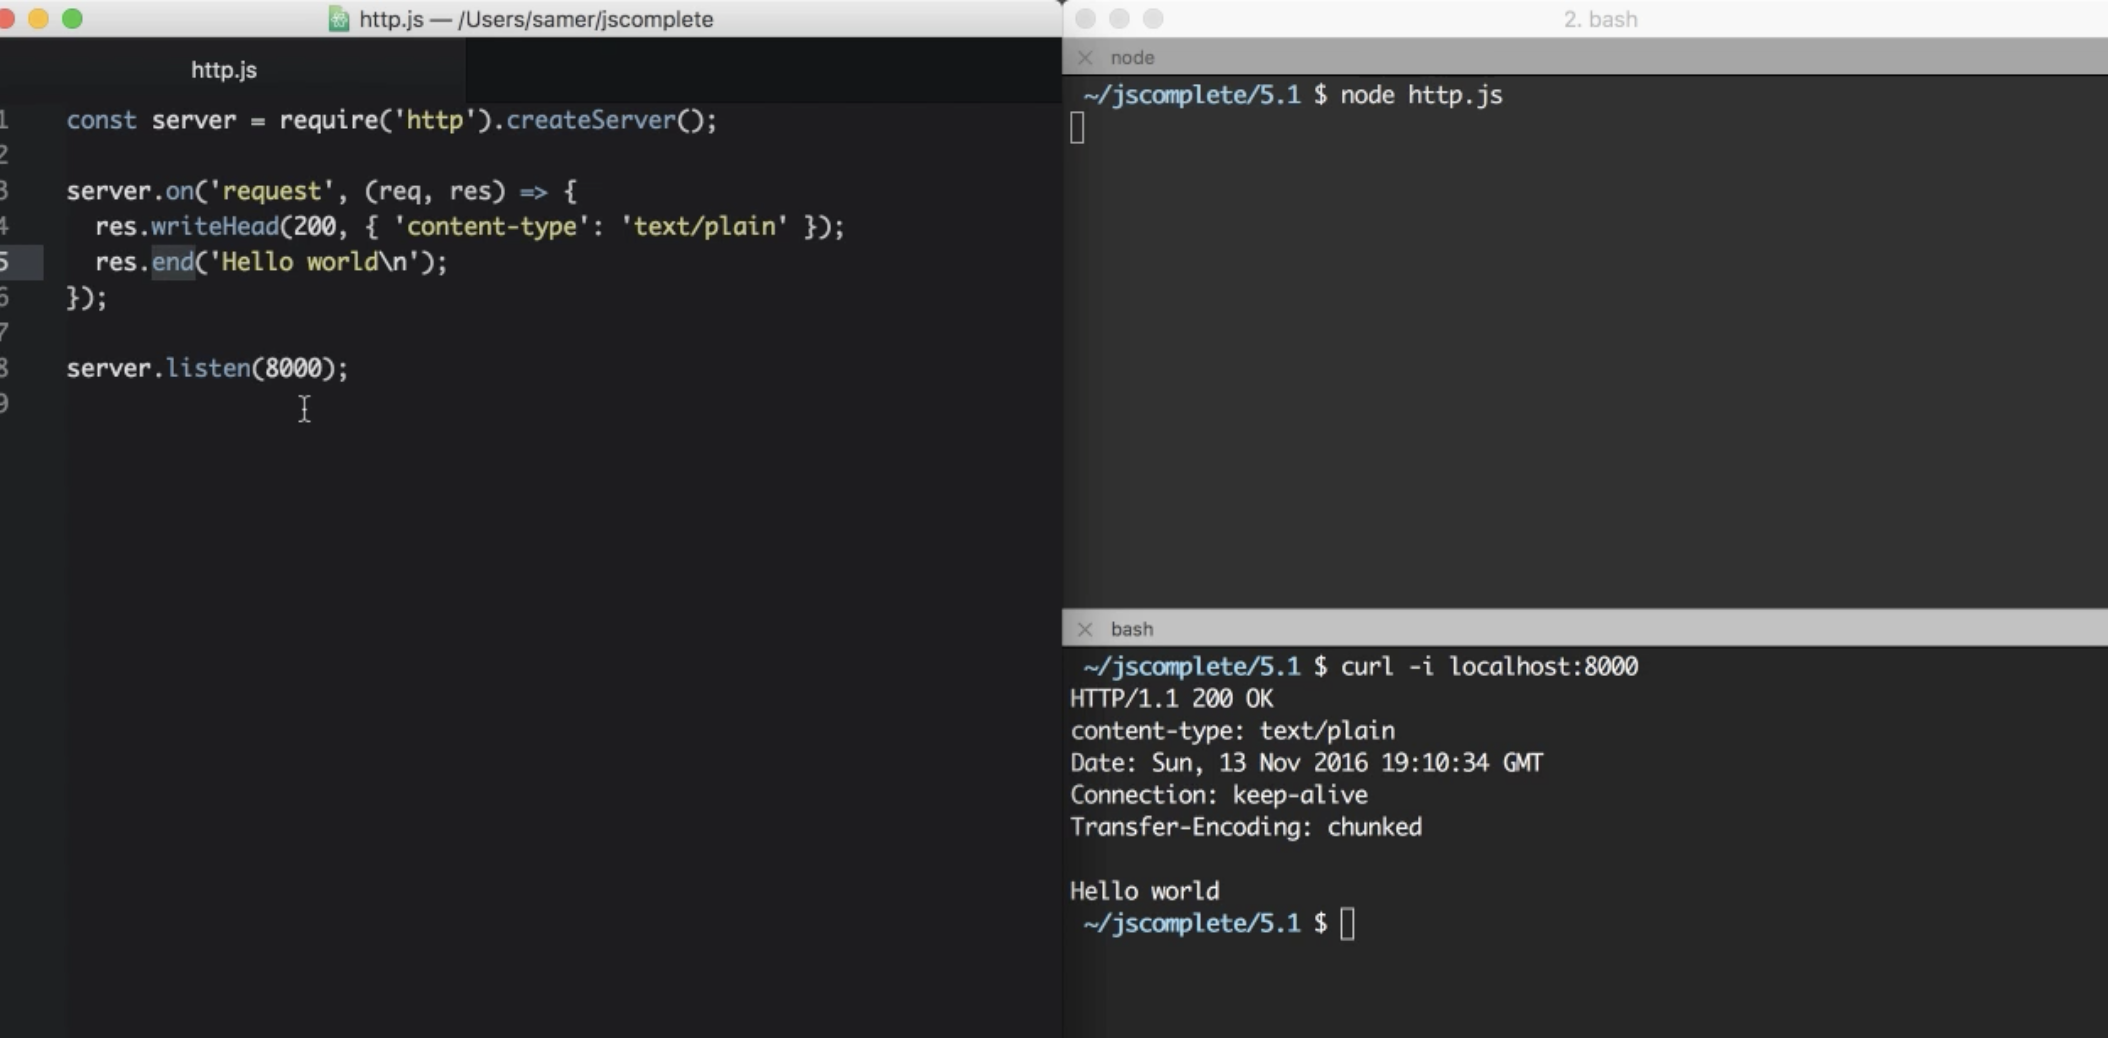 http.js — /Users/samer/jscomplete
http.js
1 const server = require('http').createServer();
2
3 server.on('request', (req, res) => {
4   res.writeHead(200, { 'content-type': 'text/plain' });
5   res.end('Hello world\n');
6 });
7
8 server.listen(8000);
9
2. bash
node
~/jscomplete/5.1 $ node http.js
bash
~/jscomplete/5.1 $ curl -i localhost:8000
HTTP/1.1 200 OK
content-type: text/plain
Date: Sun, 13 Nov 2016 19:10:34 GMT
Connection: keep-alive
Transfer-Encoding: chunked
Hello world
~/jscomplete/5.1 $